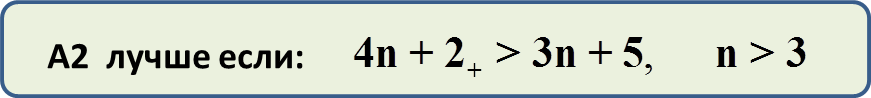 А2 лучше если: 4n + 2₊ > 3n + 5, n > 3